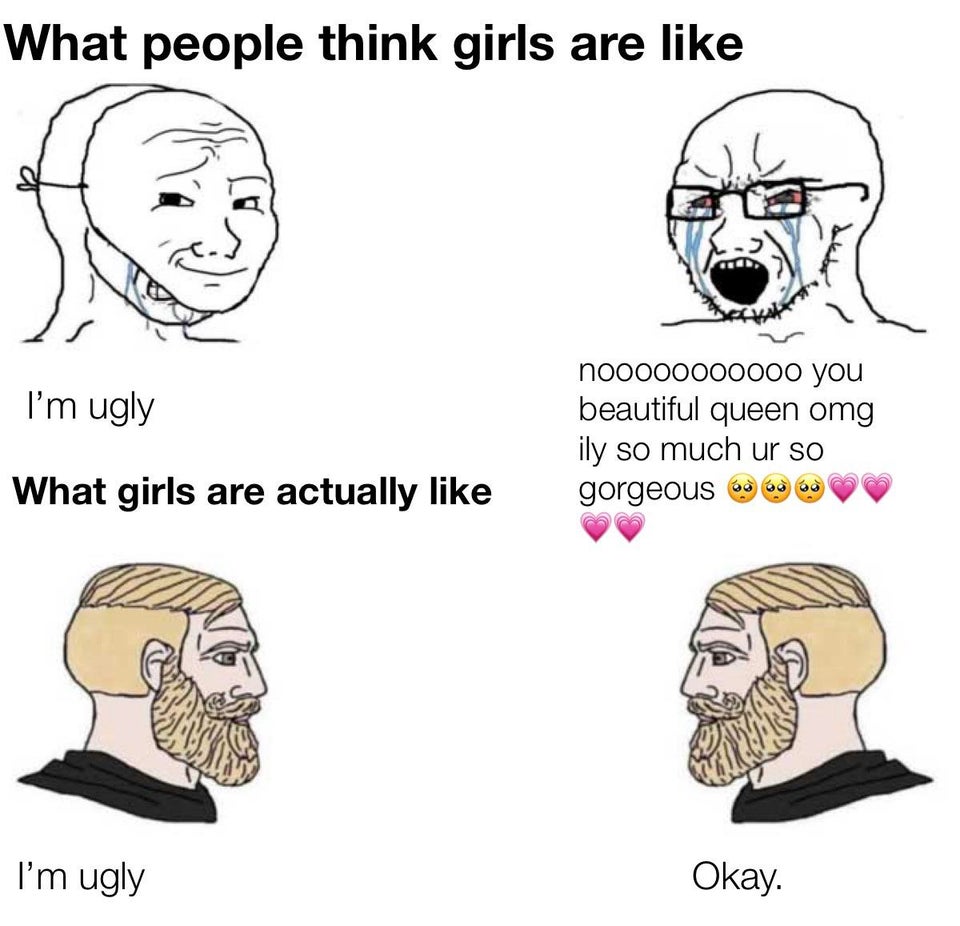 What people think girls are like
I'm ugly
nooooooooooo you
beautiful queen omg
ily so much ur so
gorgeous 🥺🥺🥺💗💗
💗💗
What girls are actually like
I'm ugly
Okay.